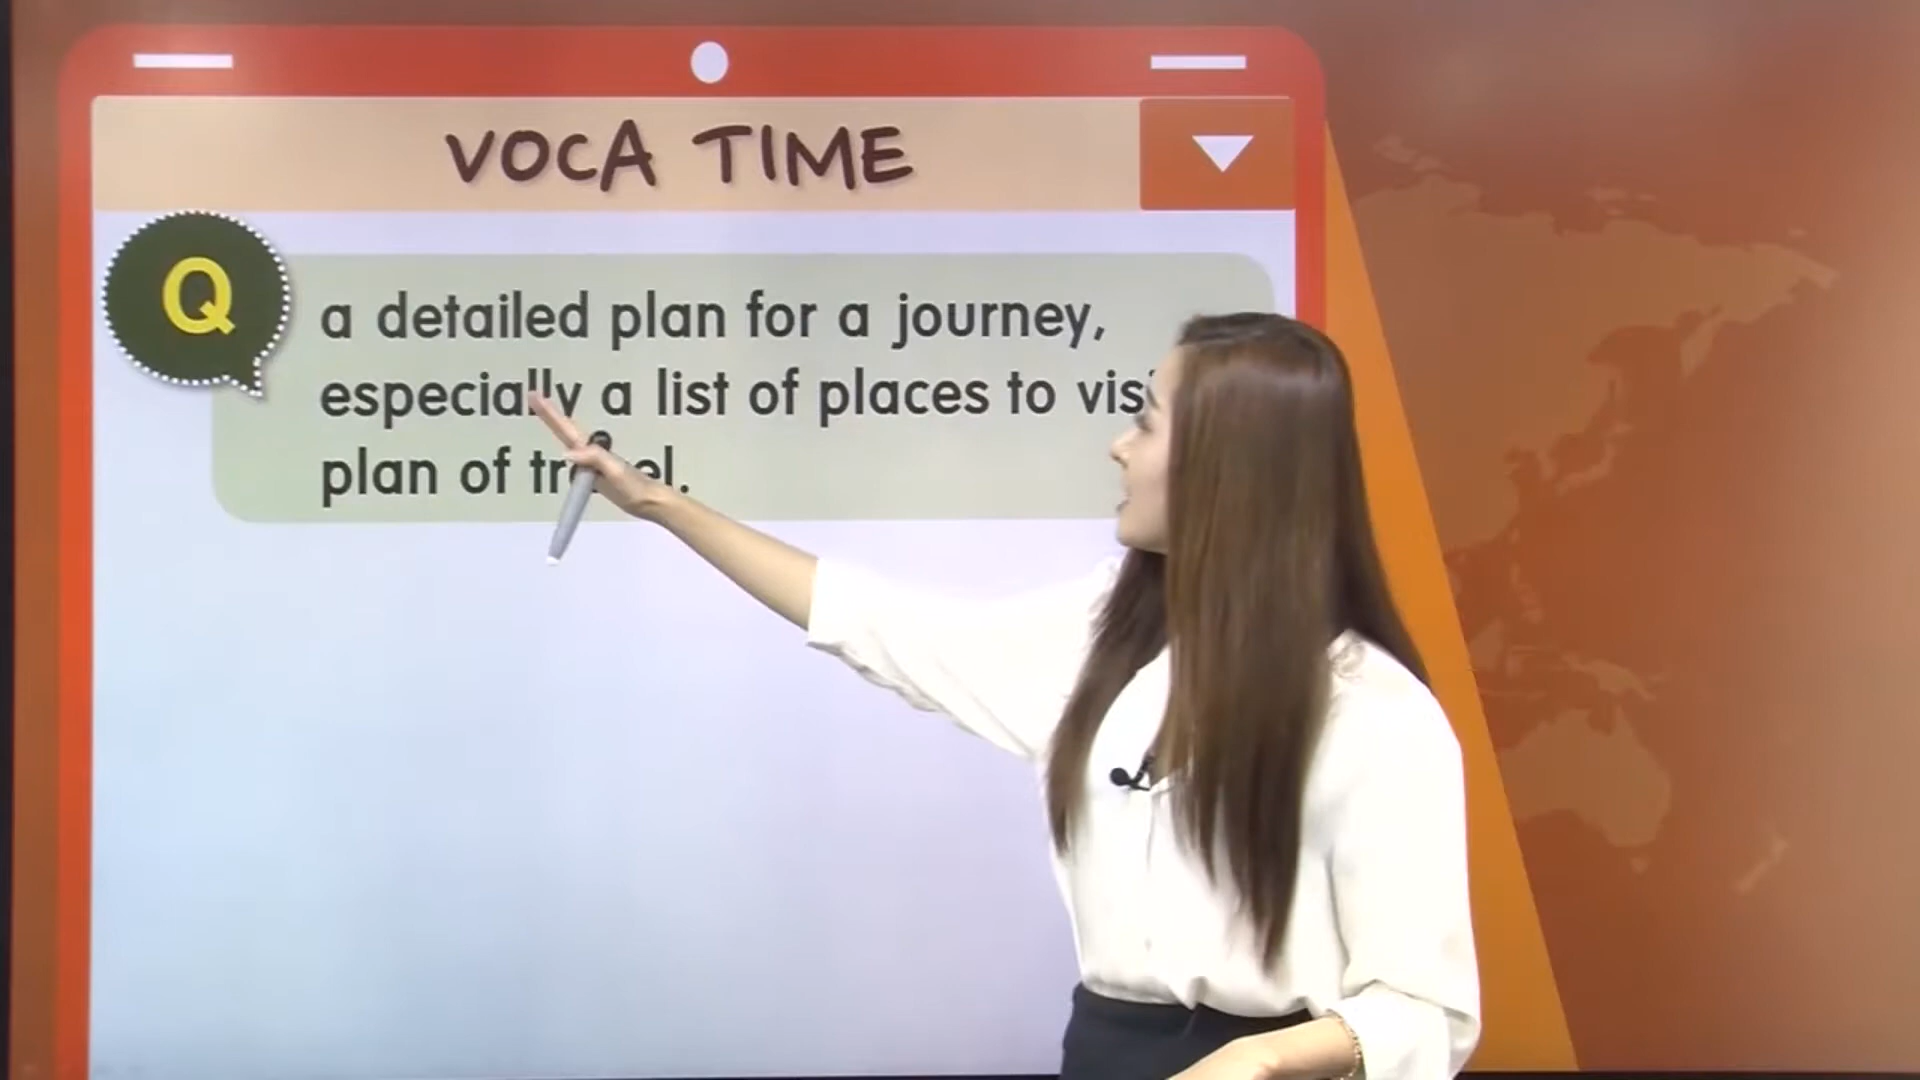 VOCA TIME
Q
a detailed plan for a journey,
especially a list of places to
plan of